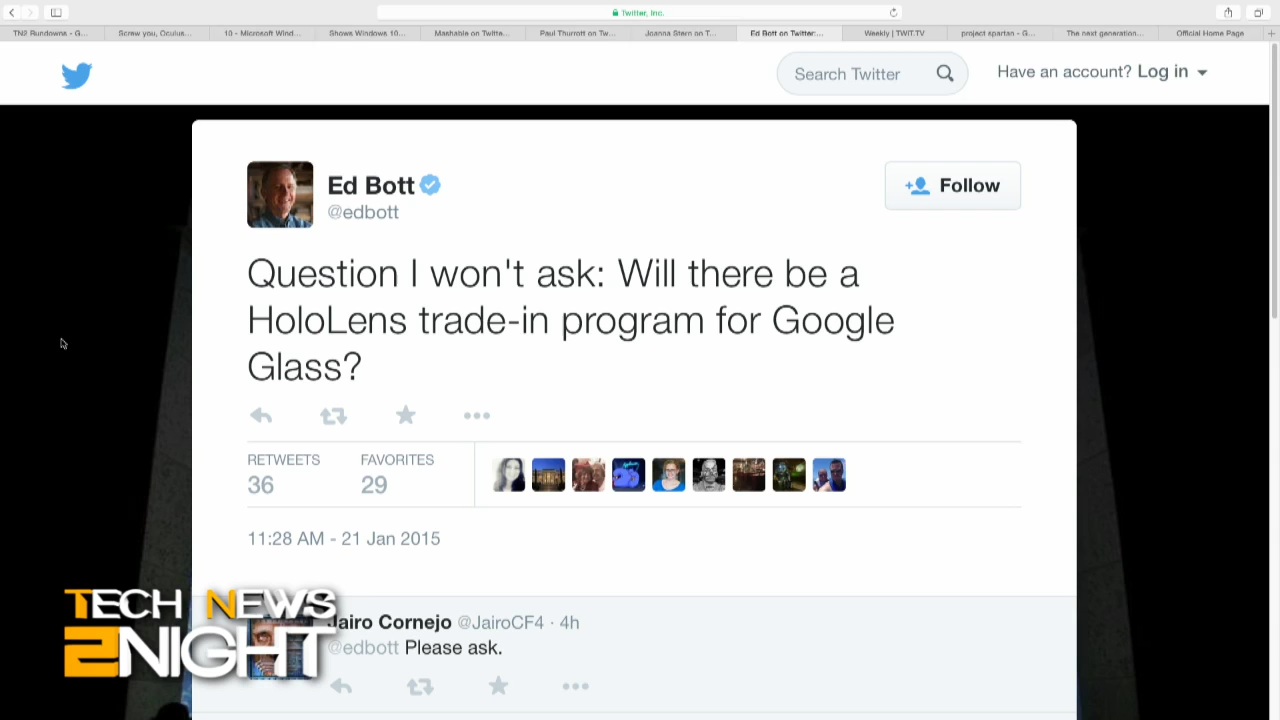 Twitter, Inc.
TN2 Rundowns - G...
Screw you, Oculus...
10 - Microsoft Wind...
Shows Windows 10...
Mashable on Twitte...
Paul Thurrott on Tw...
Joanna Stern on T...
Ed Bott on Twitter:...
Weekly | TWIT.TV
project spartan - G...
The next generation...
Official Home Page
Search Twitter
Have an account? Log in
Ed Bott
@edbott
Follow
Question I won't ask: Will there be a
HoloLens trade-in program for Google
Glass?
RETWEETS
36
FAVORITES
29
11:28 AM - 21 Jan 2015
Jairo Cornejo @JairoCF4 · 4h
@edbott Please ask.
TECH NEWS
2NIGHT